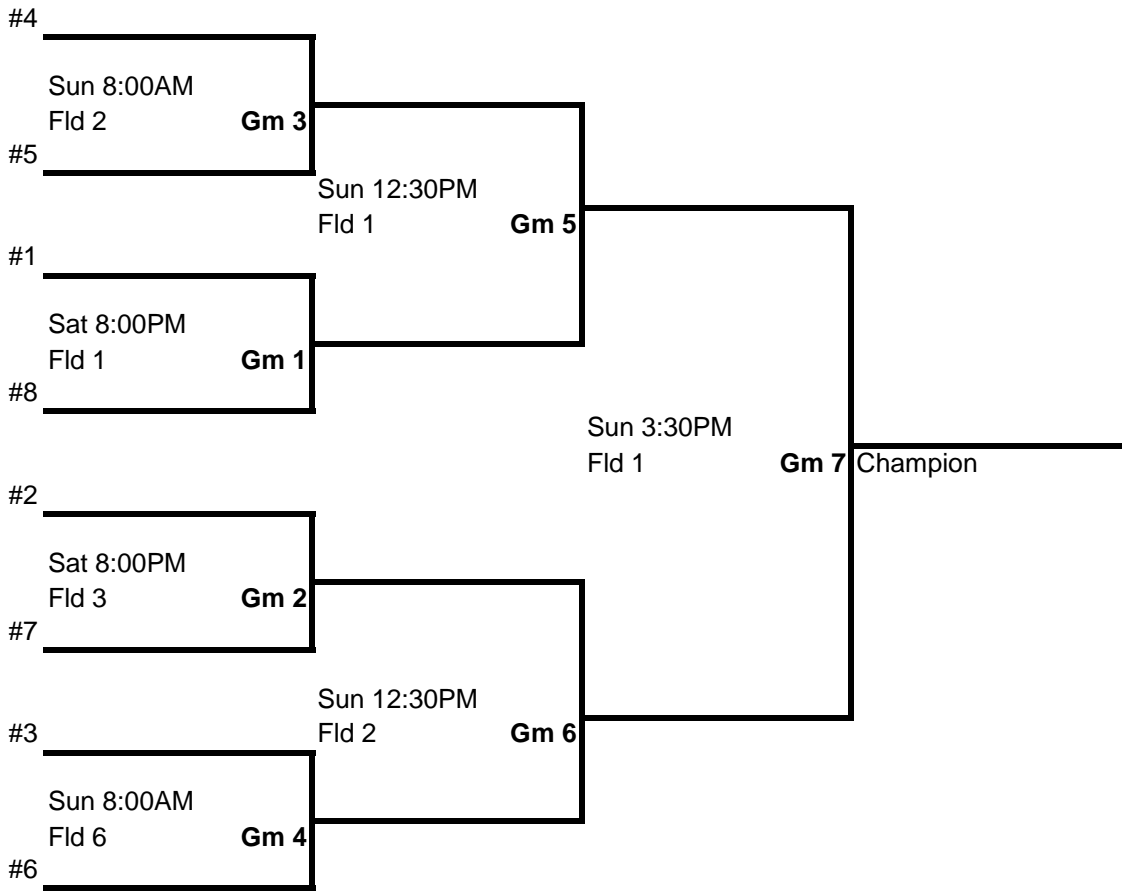 #4
Sun 8:00AM
Fld 2 Gm 3
#5
Sun 12:30PM
Fld 1 Gm 5
#1
Sat 8:00PM
Fld 1 Gm 1
#8
Sun 3:30PM
Fld 1 Gm 7 Champion
#2
Sat 8:00PM
Fld 3 Gm 2
#7
Sun 12:30PM
Fld 2 Gm 6
#3
Sun 8:00AM
Fld 6 Gm 4
#6